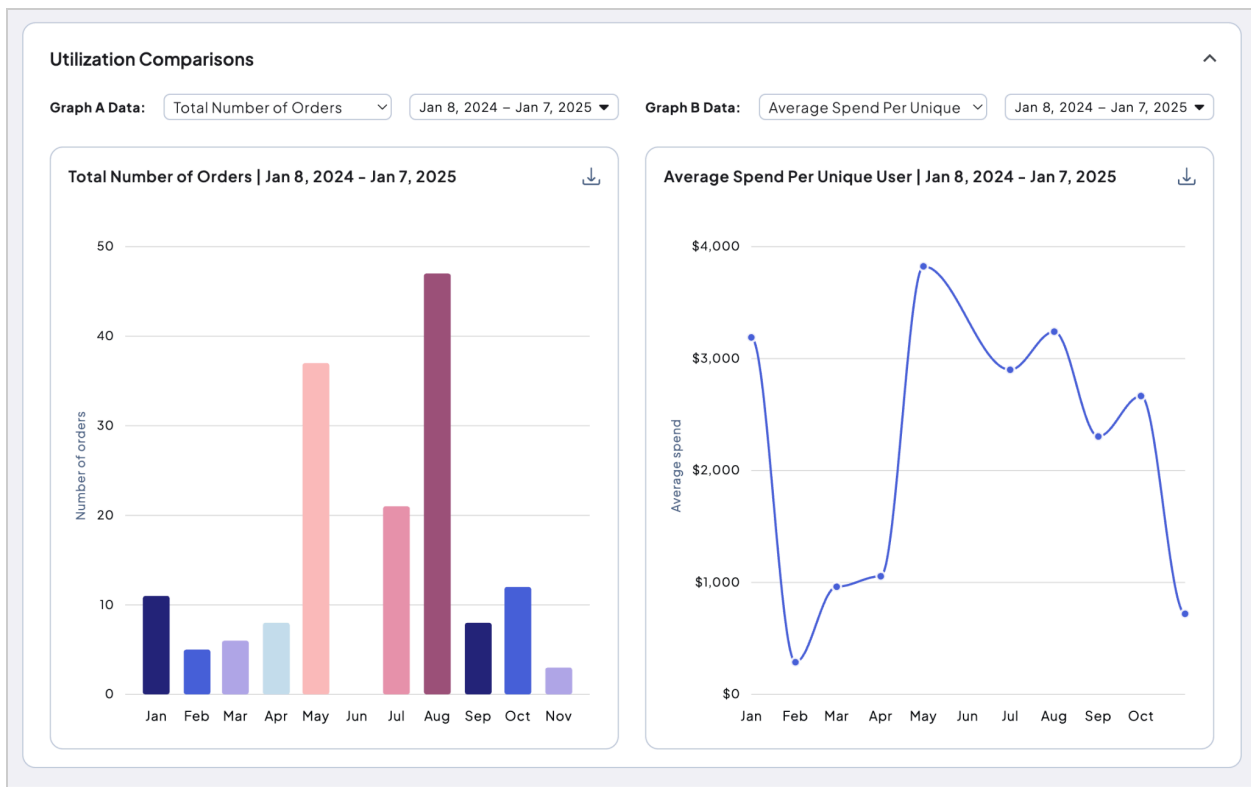 Utilization Comparisons
Graph A Data: Total Number of Orders Jan 8, 2024 – Jan 7, 2025 Graph B Data: Average Spend Per Unique Jan 8, 2024 – Jan 7, 2025
Total Number of Orders | Jan 8, 2024 - Jan 7, 2025
50
40
30
20
10
0
Number of orders
Jan Feb Mar Apr May Jun Jul Aug Sep Oct Nov
Average Spend Per Unique User | Jan 8, 2024 - Jan 7, 2025
$4,000
$3,000
$2,000
$1,000
$0
Average spend
Jan Feb Mar Apr May Jun Jul Aug Sep Oct